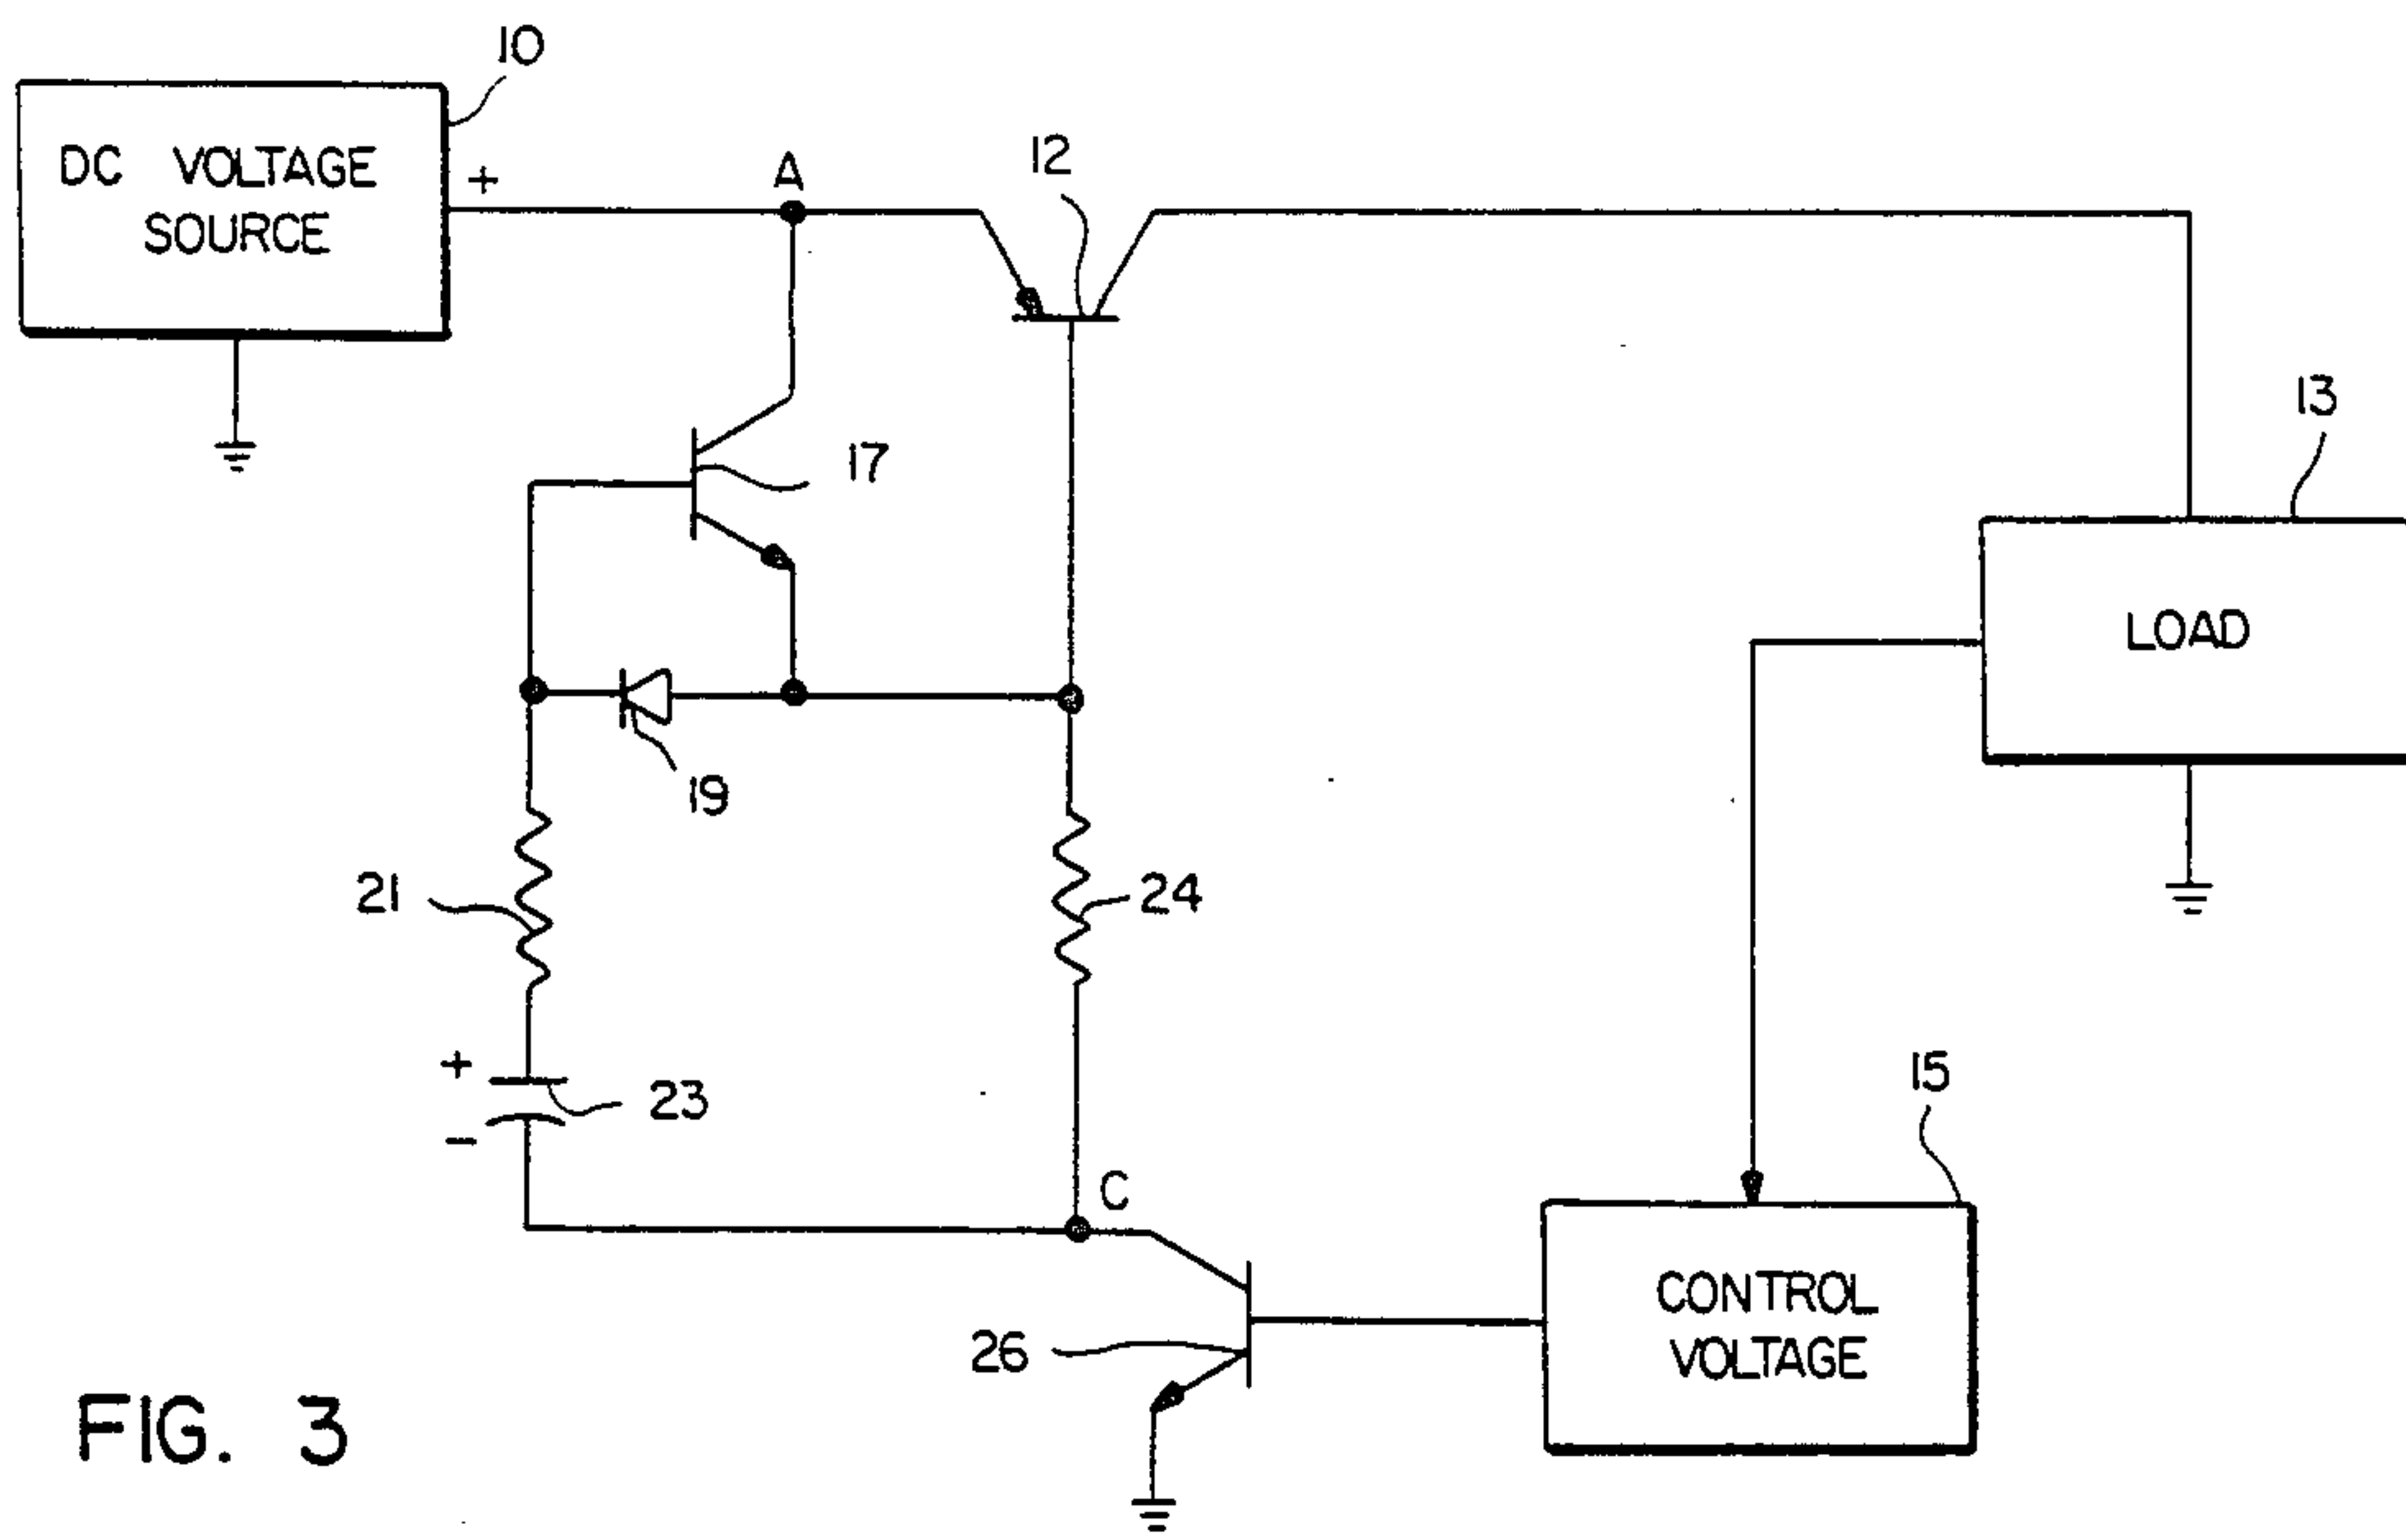 10
DC VOLTAGE
SOURCE
+
A
12
17
13
LOAD
19
21
24
+
23
−
15
C
CONTROL
VOLTAGE
26
FIG. 3